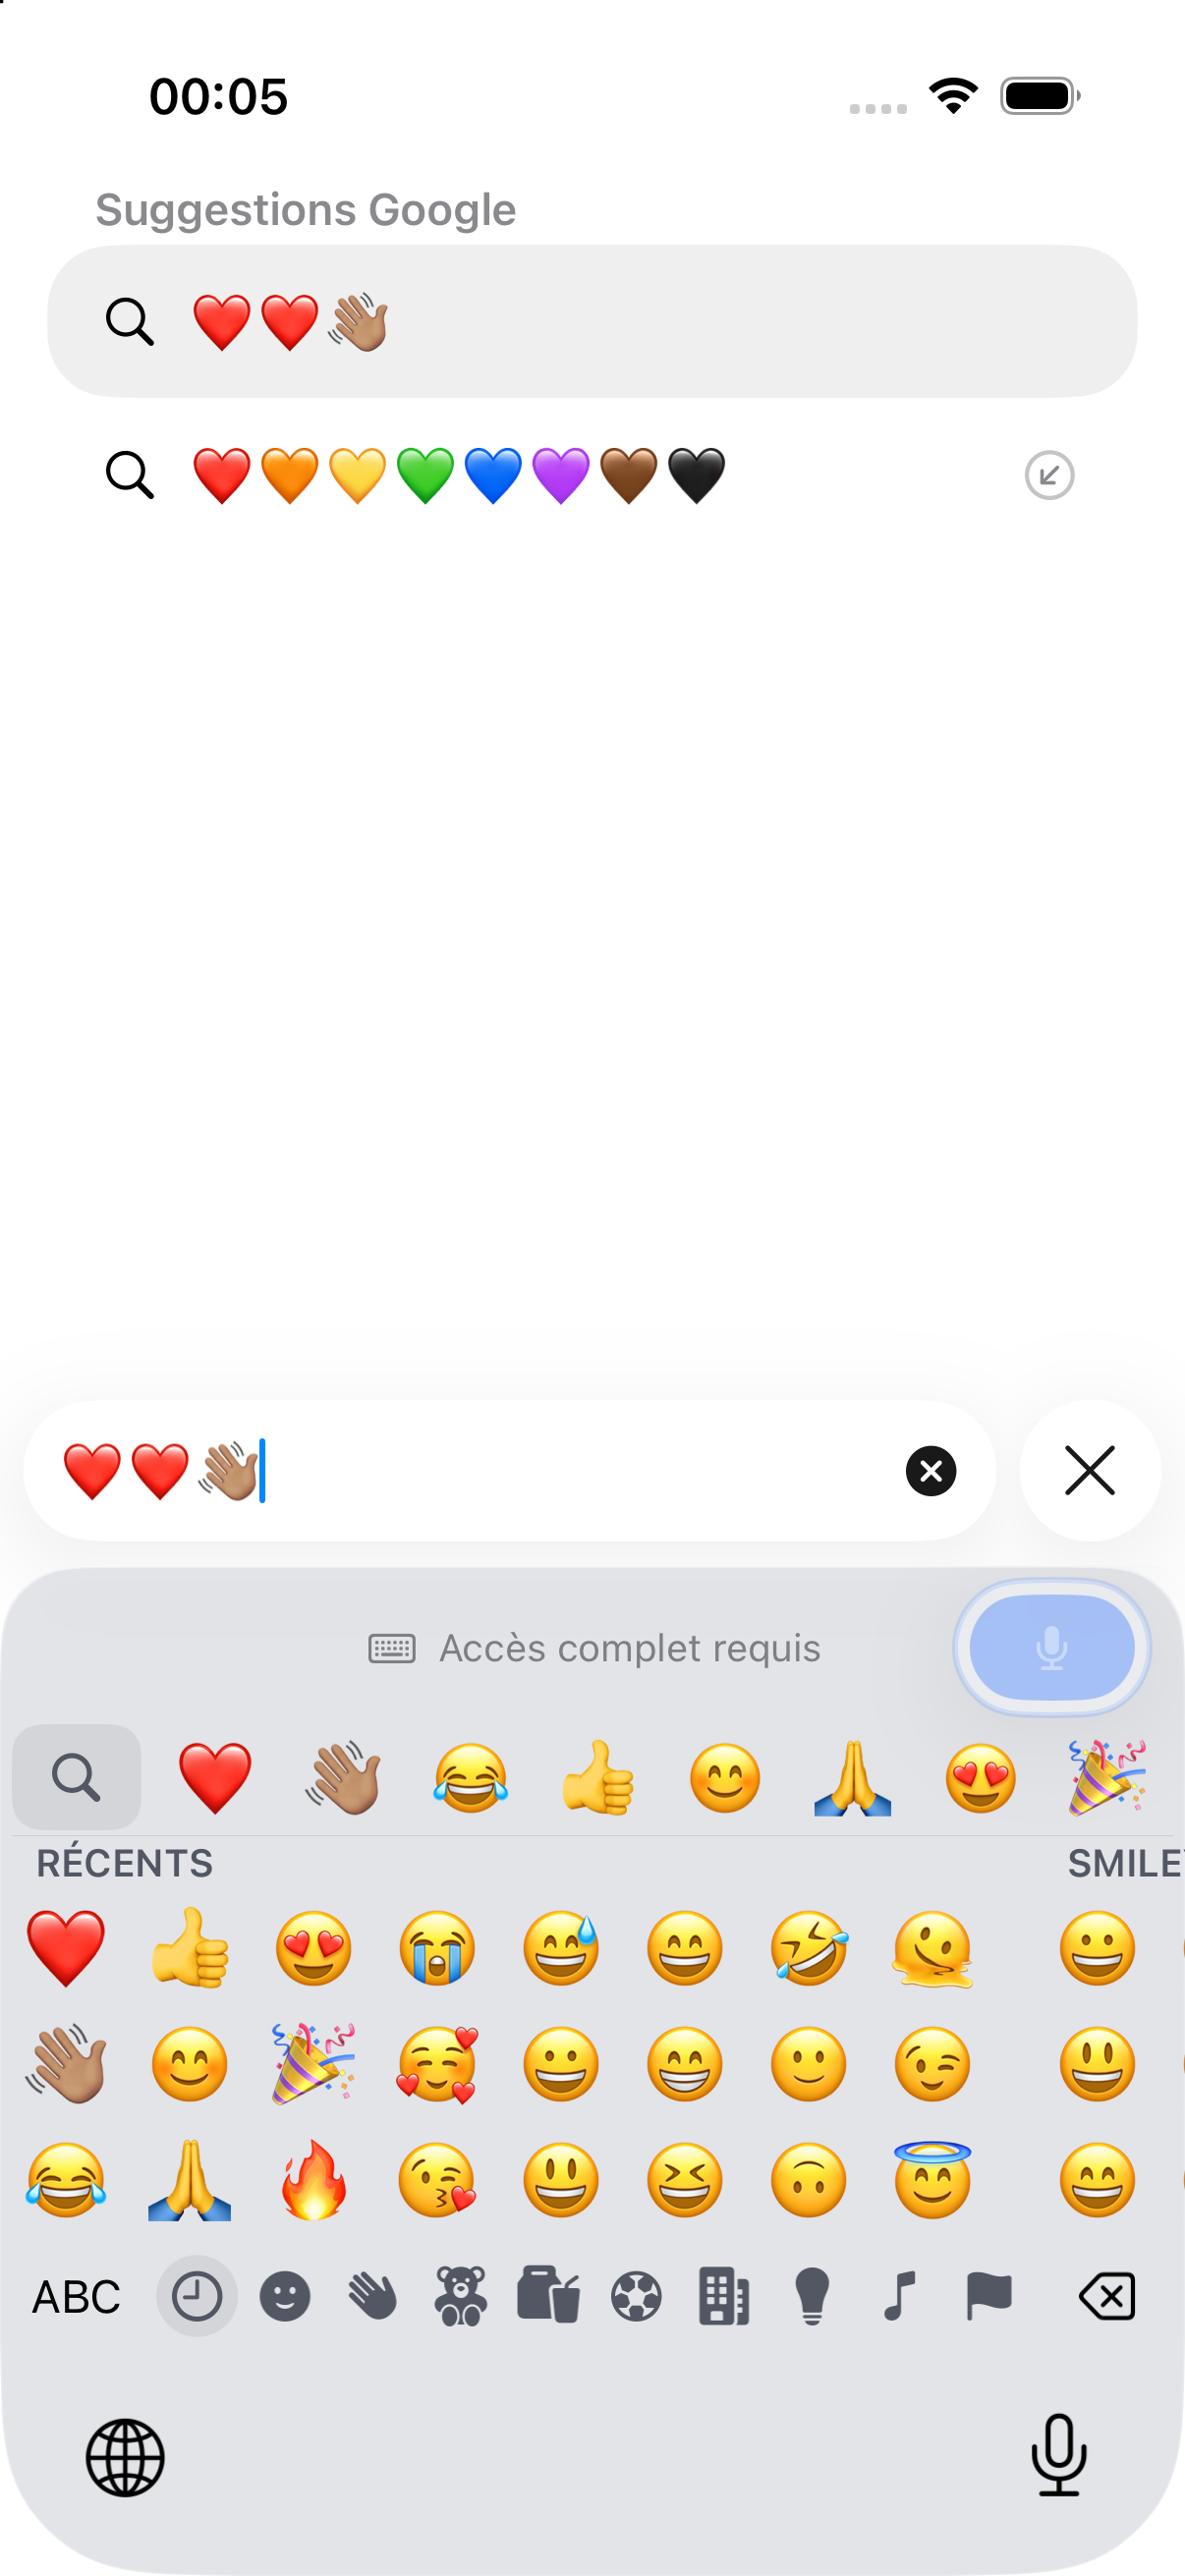 00:05
Suggestions Google
❤️❤️👋🏽
❤️🧡💛💚💙💜🤎🖤
❤️❤️👋🏽
Accès complet requis
RÉCENTS
SMILE
ABC